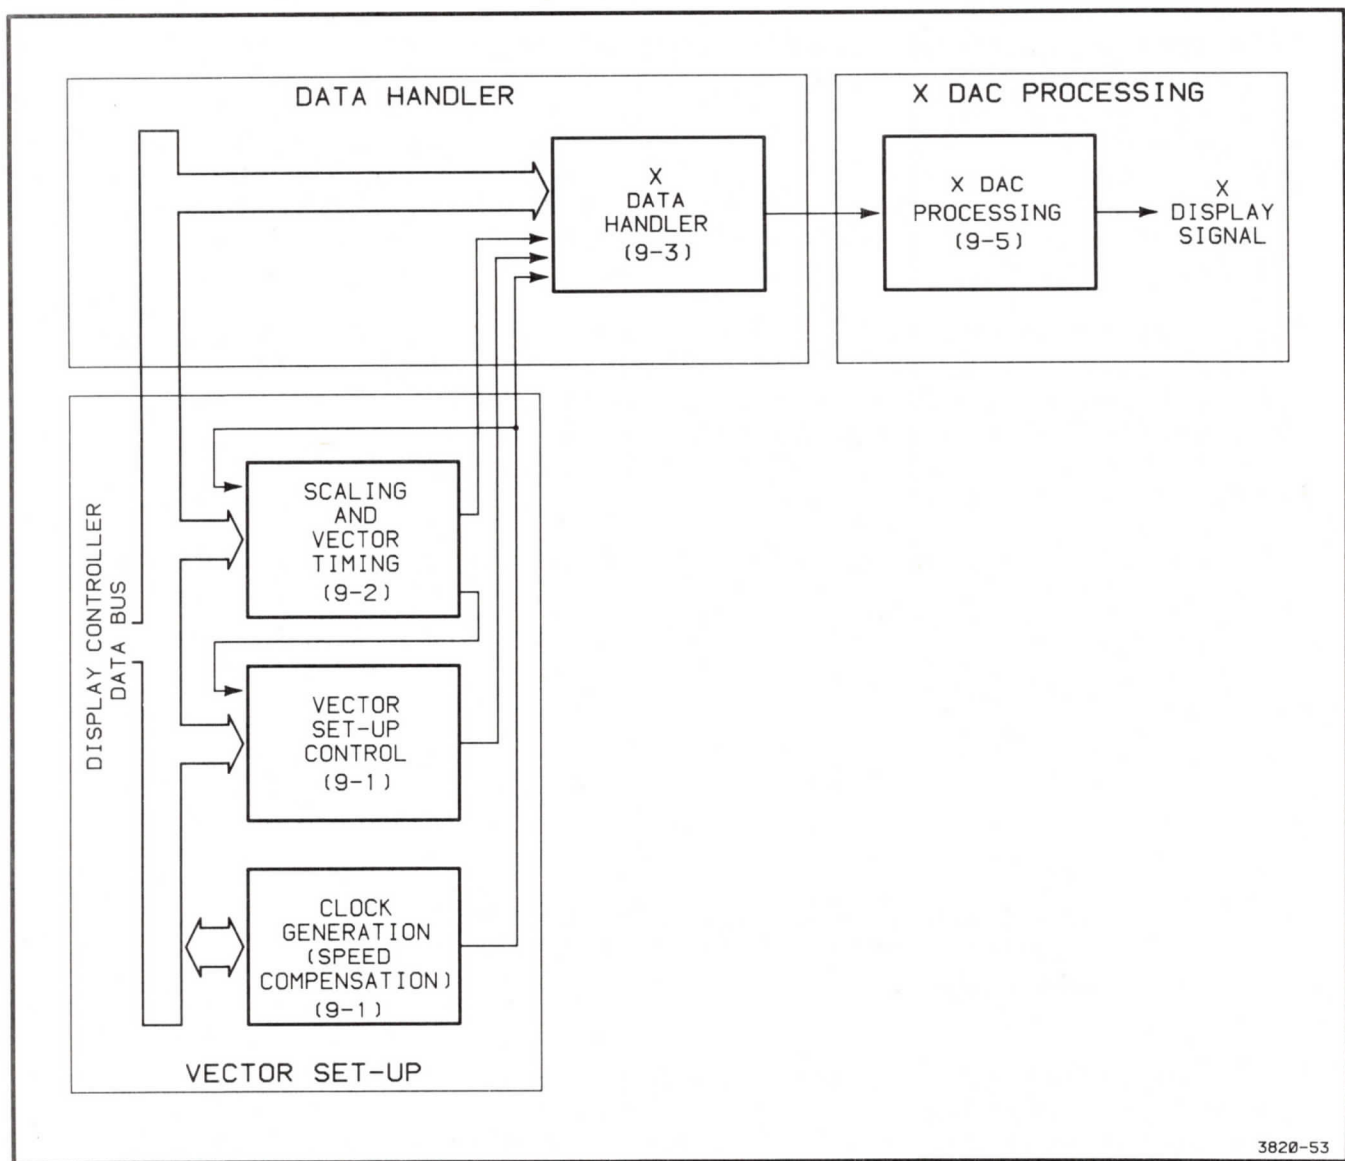 DATA HANDLER
X DAC PROCESSING
X
DATA
HANDLER
(9-3)
X DAC
PROCESSING
(9-5)
X
DISPLAY
SIGNAL
DISPLAY CONTROLLER
DATA BUS
SCALING
AND
VECTOR
TIMING
(9-2)
VECTOR
SET-UP
CONTROL
(9-1)
CLOCK
GENERATION
(SPEED
COMPENSATION)
(9-1)
VECTOR SET-UP
3820-53